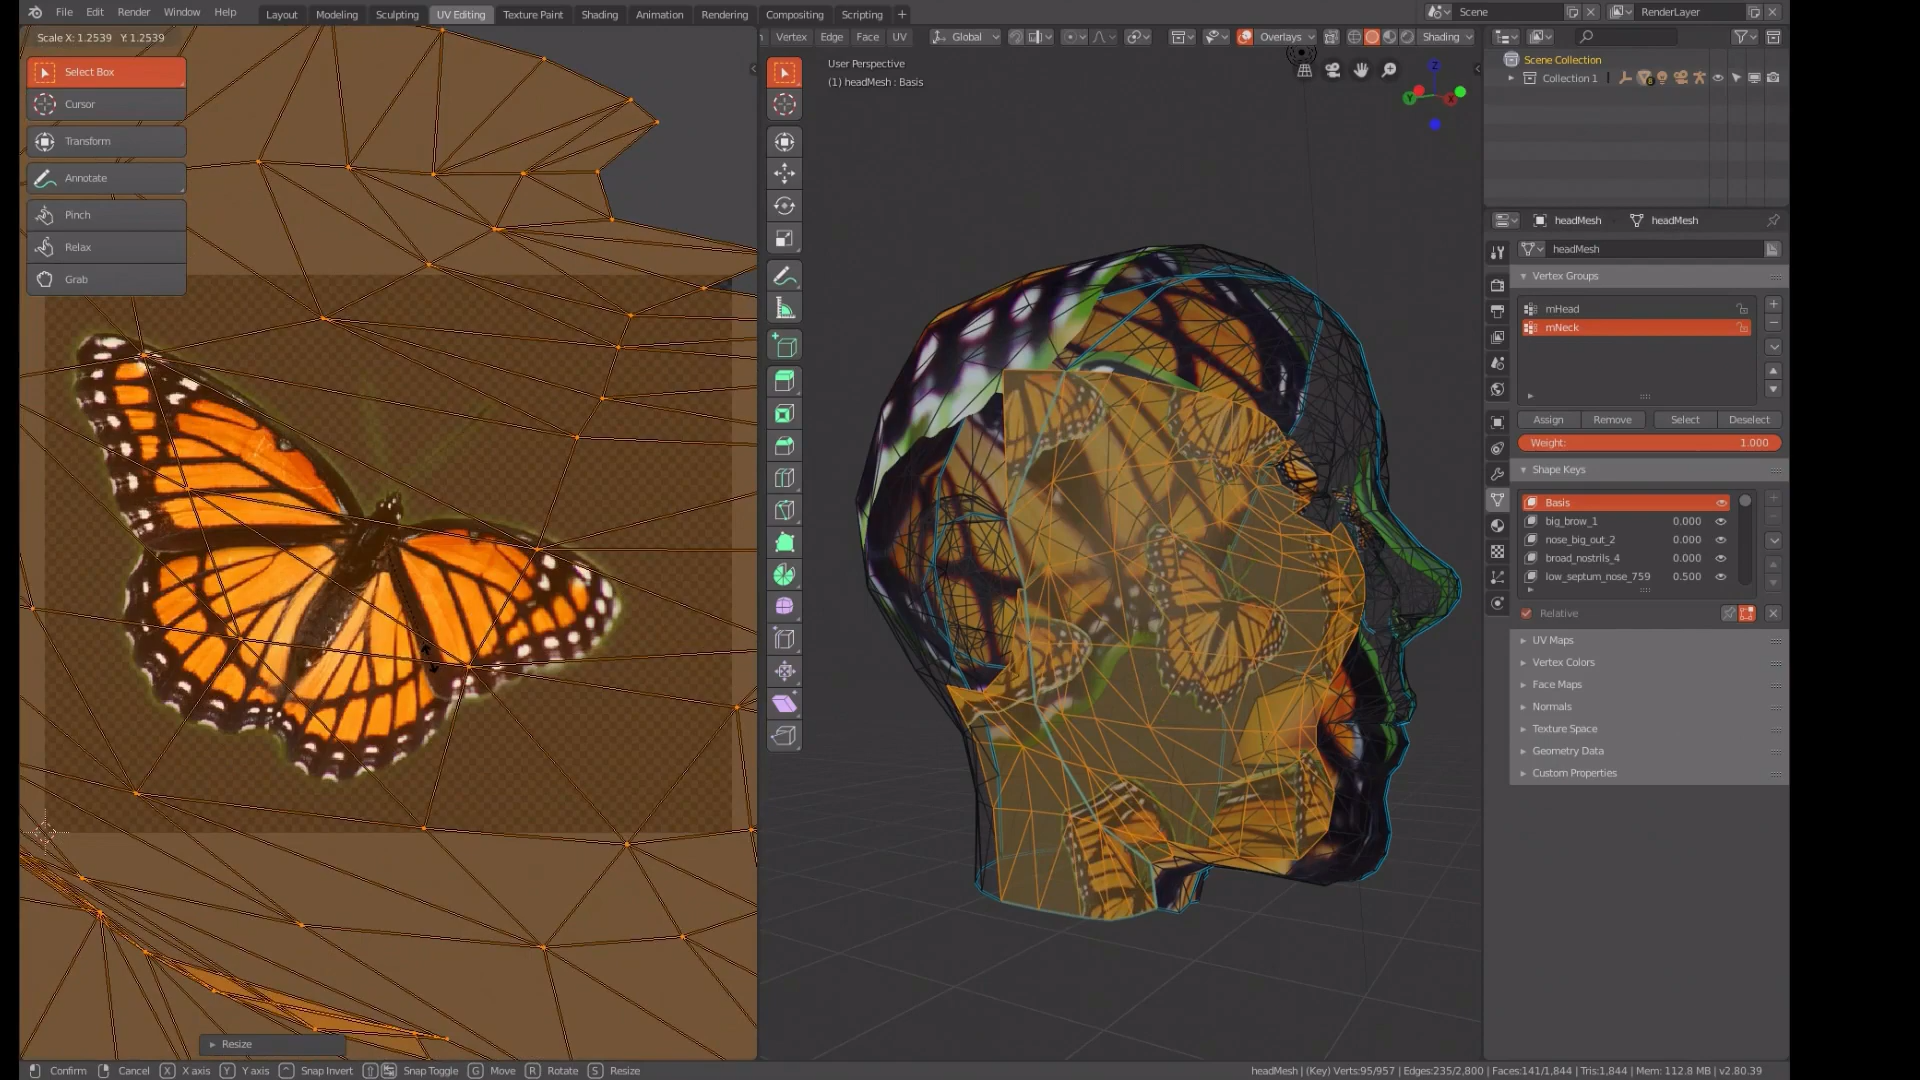 File Edit Render Window Help Layout Modeling Sculpting UV Editing Texture Paint Shading Animation Rendering Compositing Scripting + Scene RenderLayer
Scale X: 1.2539 Y: 1.2539
Vertex Edge Face UV Global Overlays Shading
Select Box
Cursor
Transform
Annotate
Pinch
Relax
Grab
Resize
User Perspective
(1) headMesh : Basis
Z
Y
X
Scene Collection
Collection 1
headMesh headMesh
headMesh
Vertex Groups
mHead
mNeck
Assign Remove Select Deselect
Weight: 1.000
Shape Keys
Basis
big_brow_1 0.000
nose_big_out_2 0.000
broad_nostrils_4 0.000
low_septum_nose_759 0.500
Relative
UV Maps
Vertex Colors
Face Maps
Normals
Texture Space
Geometry Data
Custom Properties
Confirm Cancel X X axis Y Y axis Snap Invert Snap Toggle G Move R Rotate S Resize headMesh | (Key) Verts:95/957 | Edges:235/2,800 | Faces:141/1,844 | Tris:1,844 | Mem: 112.8 MB | v2.80.39